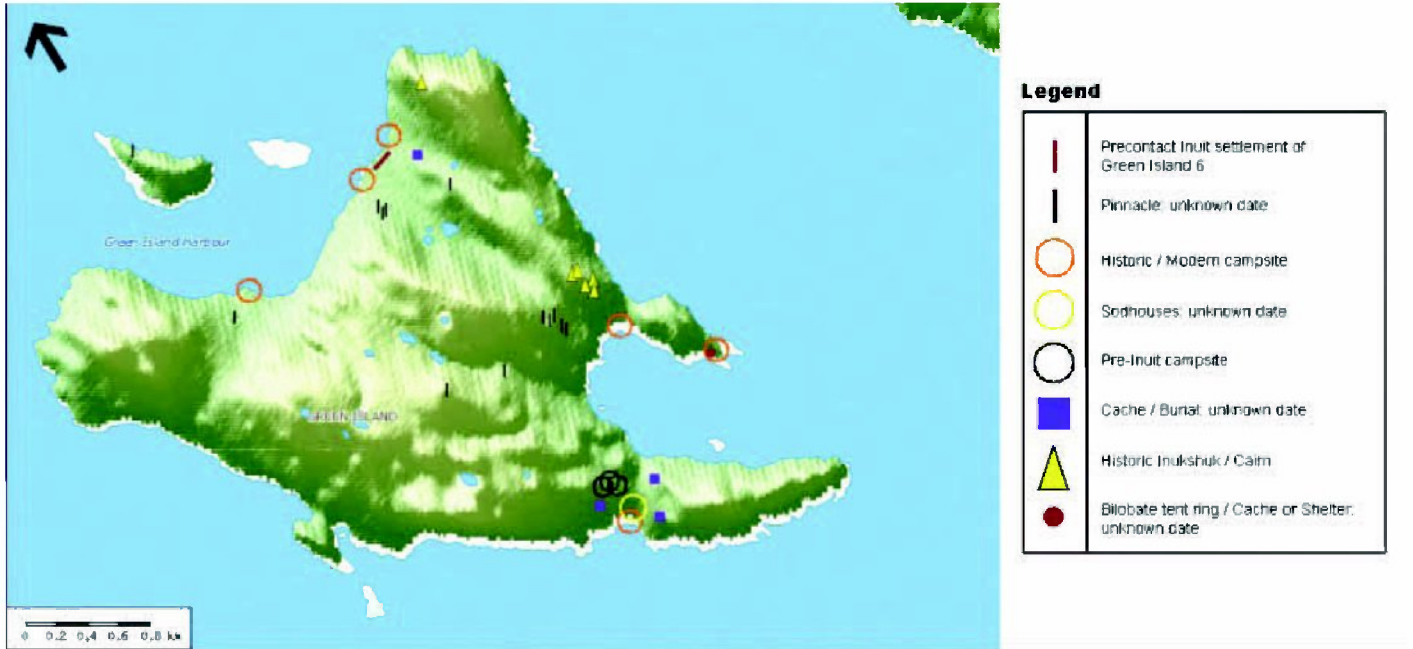 Green Island Harbour
GREEN ISLAND
0 0.2 0.4 0.6 0.8 km
Legend
Precontact Inuit settlement of
Green Island 6
Pinnacle: unknown date
Historic / Modern campsite
Sodhouses: unknown date
Pre-Inuit campsite
Cache / Burial: unknown date
Historic Inukshuk / Cairn
Bilobate tent ring / Cache or Shelter:
unknown date